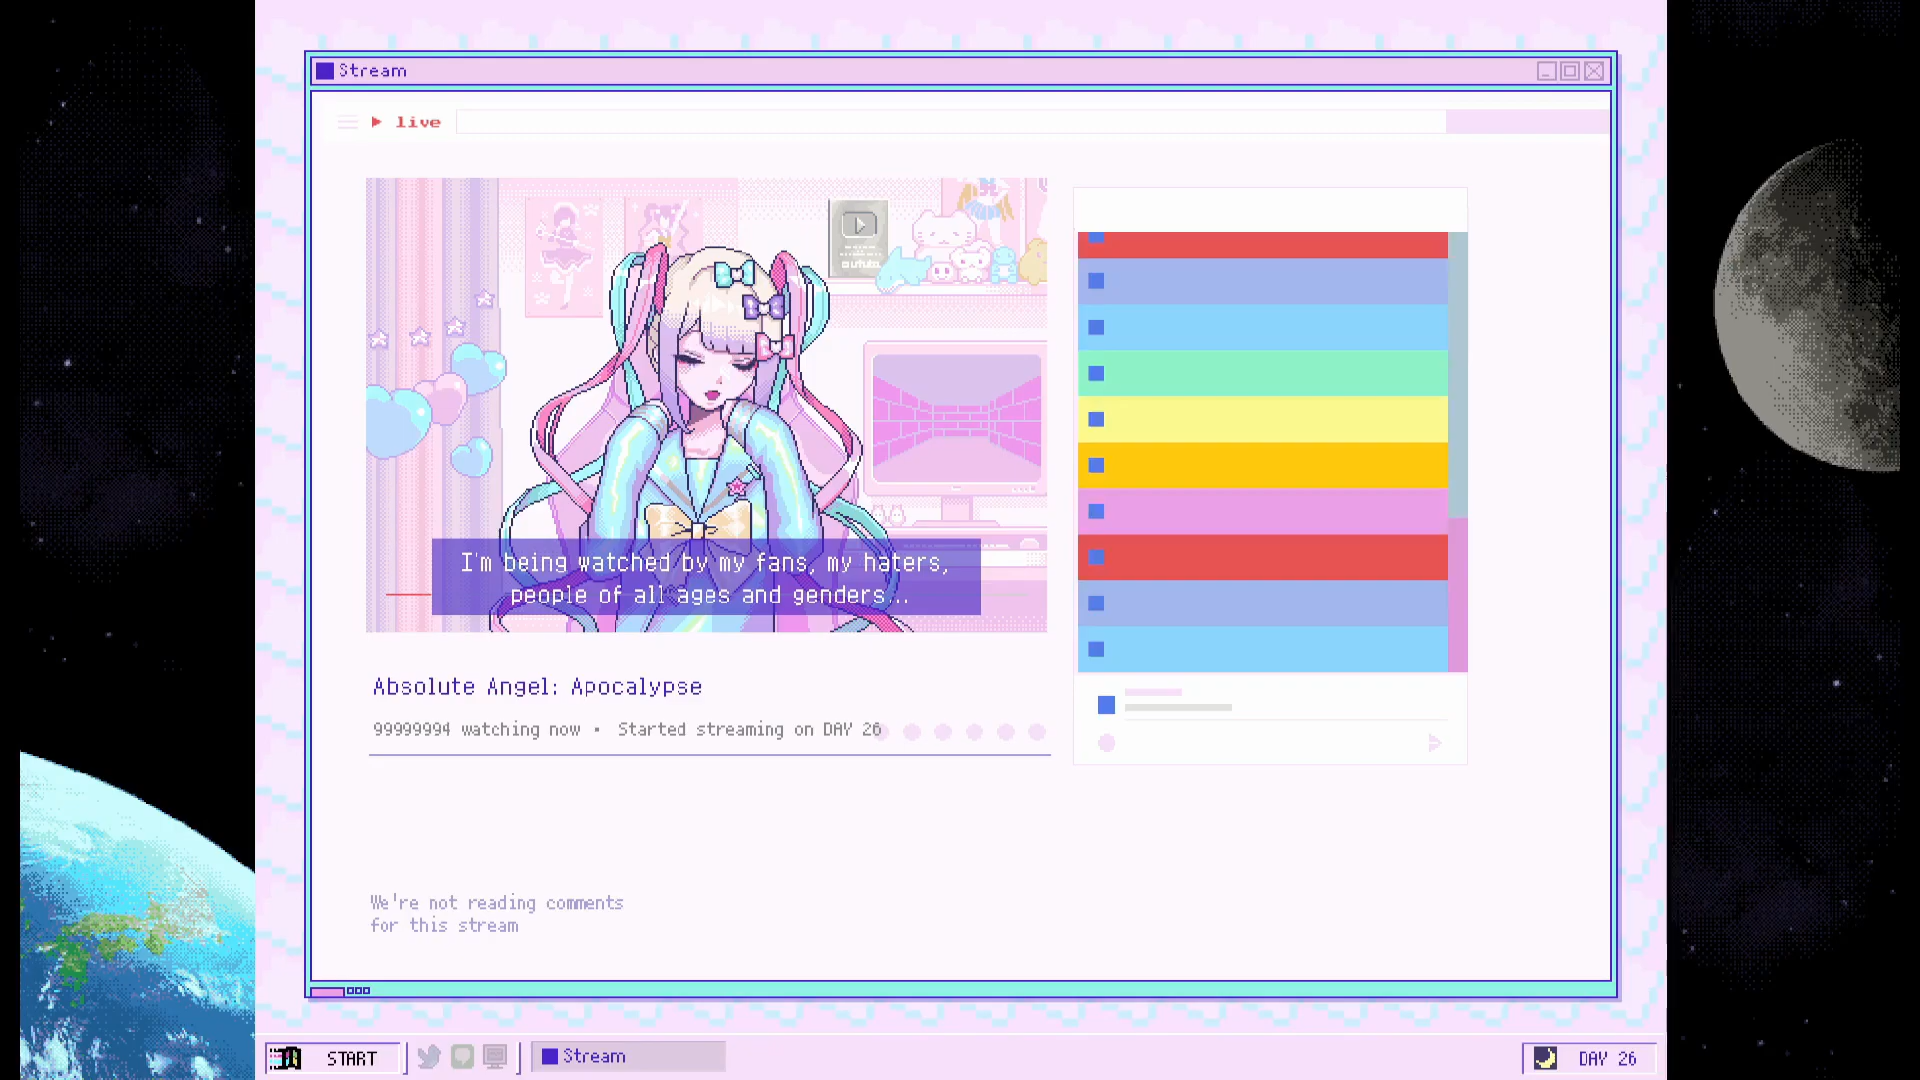 Stream
live
I'm being watched by my fans, my haters,
people of all ages and genders...
Absolute Angel: Apocalypse
99999994 watching now • Started streaming on DAY 26
We're not reading comments
for this stream
START
Stream
DAY 26